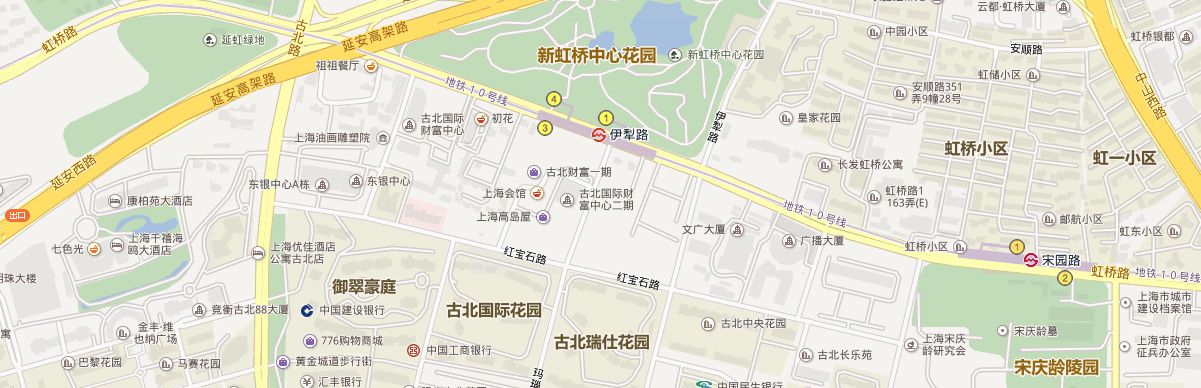 虹桥路
延虹绿地
古北路
延安高架路
祖祖餐厅
延安高架路
地铁10号线
新虹桥中心花园
新虹桥中心花园
云都·虹桥大厦
中园小区
安顺路
虹桥银都
虹储小区
安顺路351
弄9幢28号
中山西路
上海油画雕塑院
古北国际
财富中心
初花
4
3
1
伊犁路
伊犁路
皇家花园
虹桥小区
虹一小区
长发虹桥公寓
延安西路
东银中心A栋
东银中心
古北财富一期
上海会馆
古北国际财
富中心二期
上海高岛屋
虹桥路1
163弄(E)
地铁10号线
出口
康柏苑大酒店
七色光
上海千禧海
鸥大酒店
上海优佳酒店
公寓古北店
红宝石路
红宝石路
文广大厦
广播大厦
邮航小区
虹东小区
虹桥小区
1
宋园路
2
虹桥路
地铁10号线
明珠大楼
竟衡古北88大厦
御翠豪庭
中国建设银行
古北国际花园
古北瑞仕花园
776购物商城
金丰·维
也纳广场
寓
巴黎花园
马赛花园
黄金城道步行街
汇丰银行
中国工商银行
玛瑙
古北中央花园
古北长乐苑
中国民生银行
上海宋庆
龄研究会
宋庆龄墓
宋庆龄陵园
上海市城市
建设档案馆
上海市政府
征兵办公室